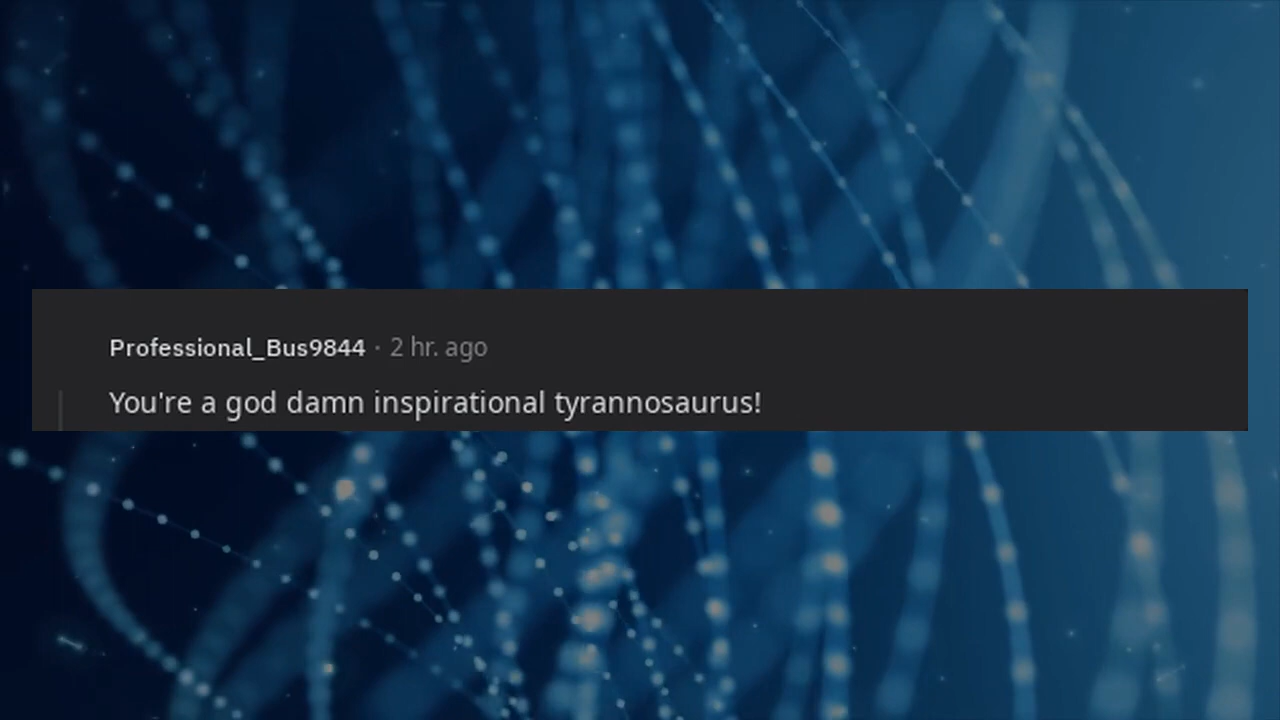 Professional_Bus9844 · 2 hr. ago
You're a god damn inspirational tyrannosaurus!